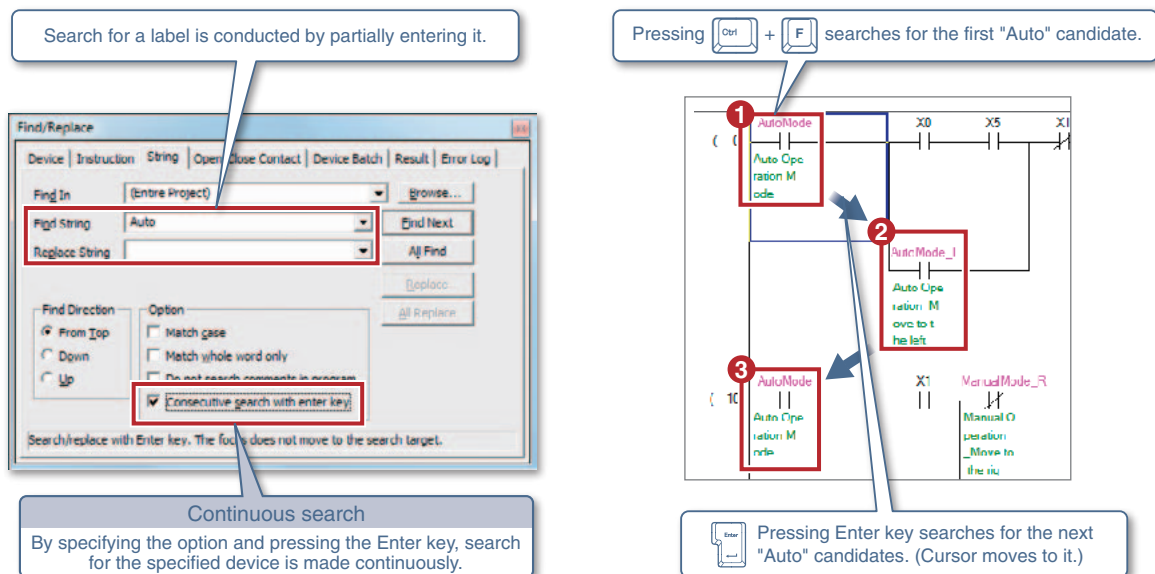 Search for a label is conducted by partially entering it.
Find/Replace
Device | Instruction | String | Open/Close Contact | Device Batch | Result | Error Log
Find In (Entire Project) Browse...
Find String Auto Find Next
Replace String All Find
Replace
All Replace
Find Direction
From Top
Down
Up
Option
Match case
Match whole word only
Do not search comments in program
Consecutive search with enter key
Search/replace with Enter key. The focus does not move to the search target.
Continuous search
By specifying the option and pressing the Enter key, search
for the specified device is made continuously.
Pressing Ctrl + F searches for the first "Auto" candidate.
1
AutoMode X0 X5
( 0
Auto Ope
ration M
ode
2
AutoMode_L
Auto Ope
ration M
ove to t
he left
3
AutoMode X1 ManualMode_R
( 10
Auto Ope
ration M
ode
Manual O
peration
_Move to
the rig
Enter
Pressing Enter key searches for the next
"Auto" candidates. (Cursor moves to it.)